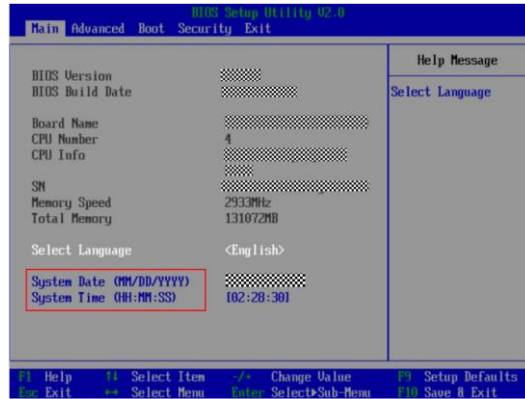 BIOS Setup Utility V2.0
Main Advanced Boot Security Exit
Help Message
Select Language
BIOS Version
BIOS Build Date
Board Name
CPU Number 4
CPU Info
SN
Memory Speed 2933MHz
Total Memory 131072MB
Select Language <English>
System Date (MM/DD/YYYY)
System Time (HH:MM:SS) [02:28:30]
F1 Help ↑↓ Select Item -/+ Change Value F9 Setup Defaults
Esc Exit ↔ Select Menu Enter Select▶Sub-Menu F10 Save & Exit